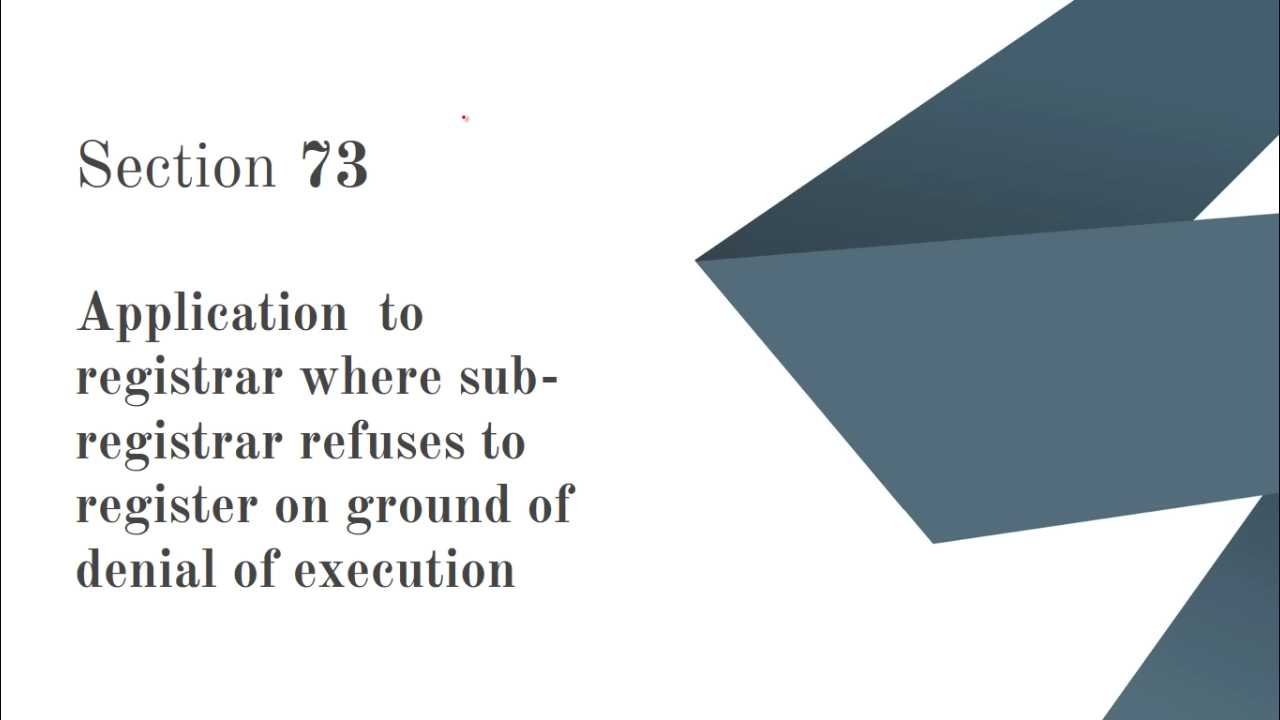 Section 73
Application to
registrar where sub-
registrar refuses to
register on ground of
denial of execution